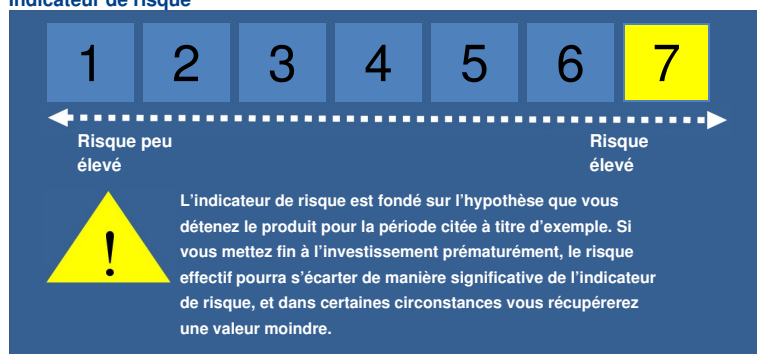 Indicateur de risque
1 2 3 4 5 6 7
Risque peu élevé
Risque élevé
!
L'indicateur de risque est fondé sur l'hypothèse que vous
détenez le produit pour la période citée à titre d'exemple. Si
vous mettez fin à l'investissement prématurément, le risque
effectif pourra s'écarter de manière significative de l'indicateur
de risque, et dans certaines circonstances vous récupérerez
une valeur moindre.